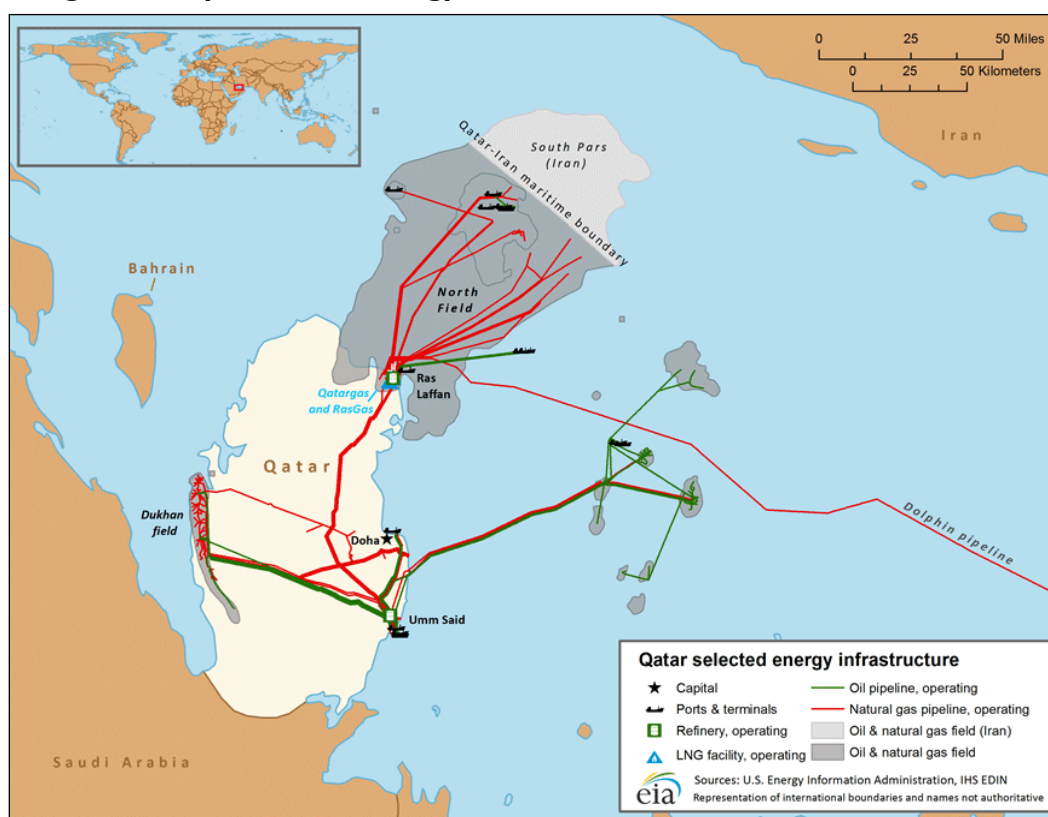 0 25 50 Miles
0 25 50 Kilometers
Iran
South Pars
(Iran)
Qatar-Iran maritime boundary
Bahrain
North
Field
Ras
Laffan
Qatargas
and RasGas
Qatar
Dukhan
field
Doha
Dolphin pipeline
Umm Said
Saudi Arabia
Qatar selected energy infrastructure
Capital
Ports & terminals
Refinery, operating
LNG facility, operating
Oil pipeline, operating
Natural gas pipeline, operating
Oil & natural gas field (Iran)
Oil & natural gas field
eia
Sources: U.S. Energy Information Administration, IHS EDIN
Representation of international boundaries and names not authoritative